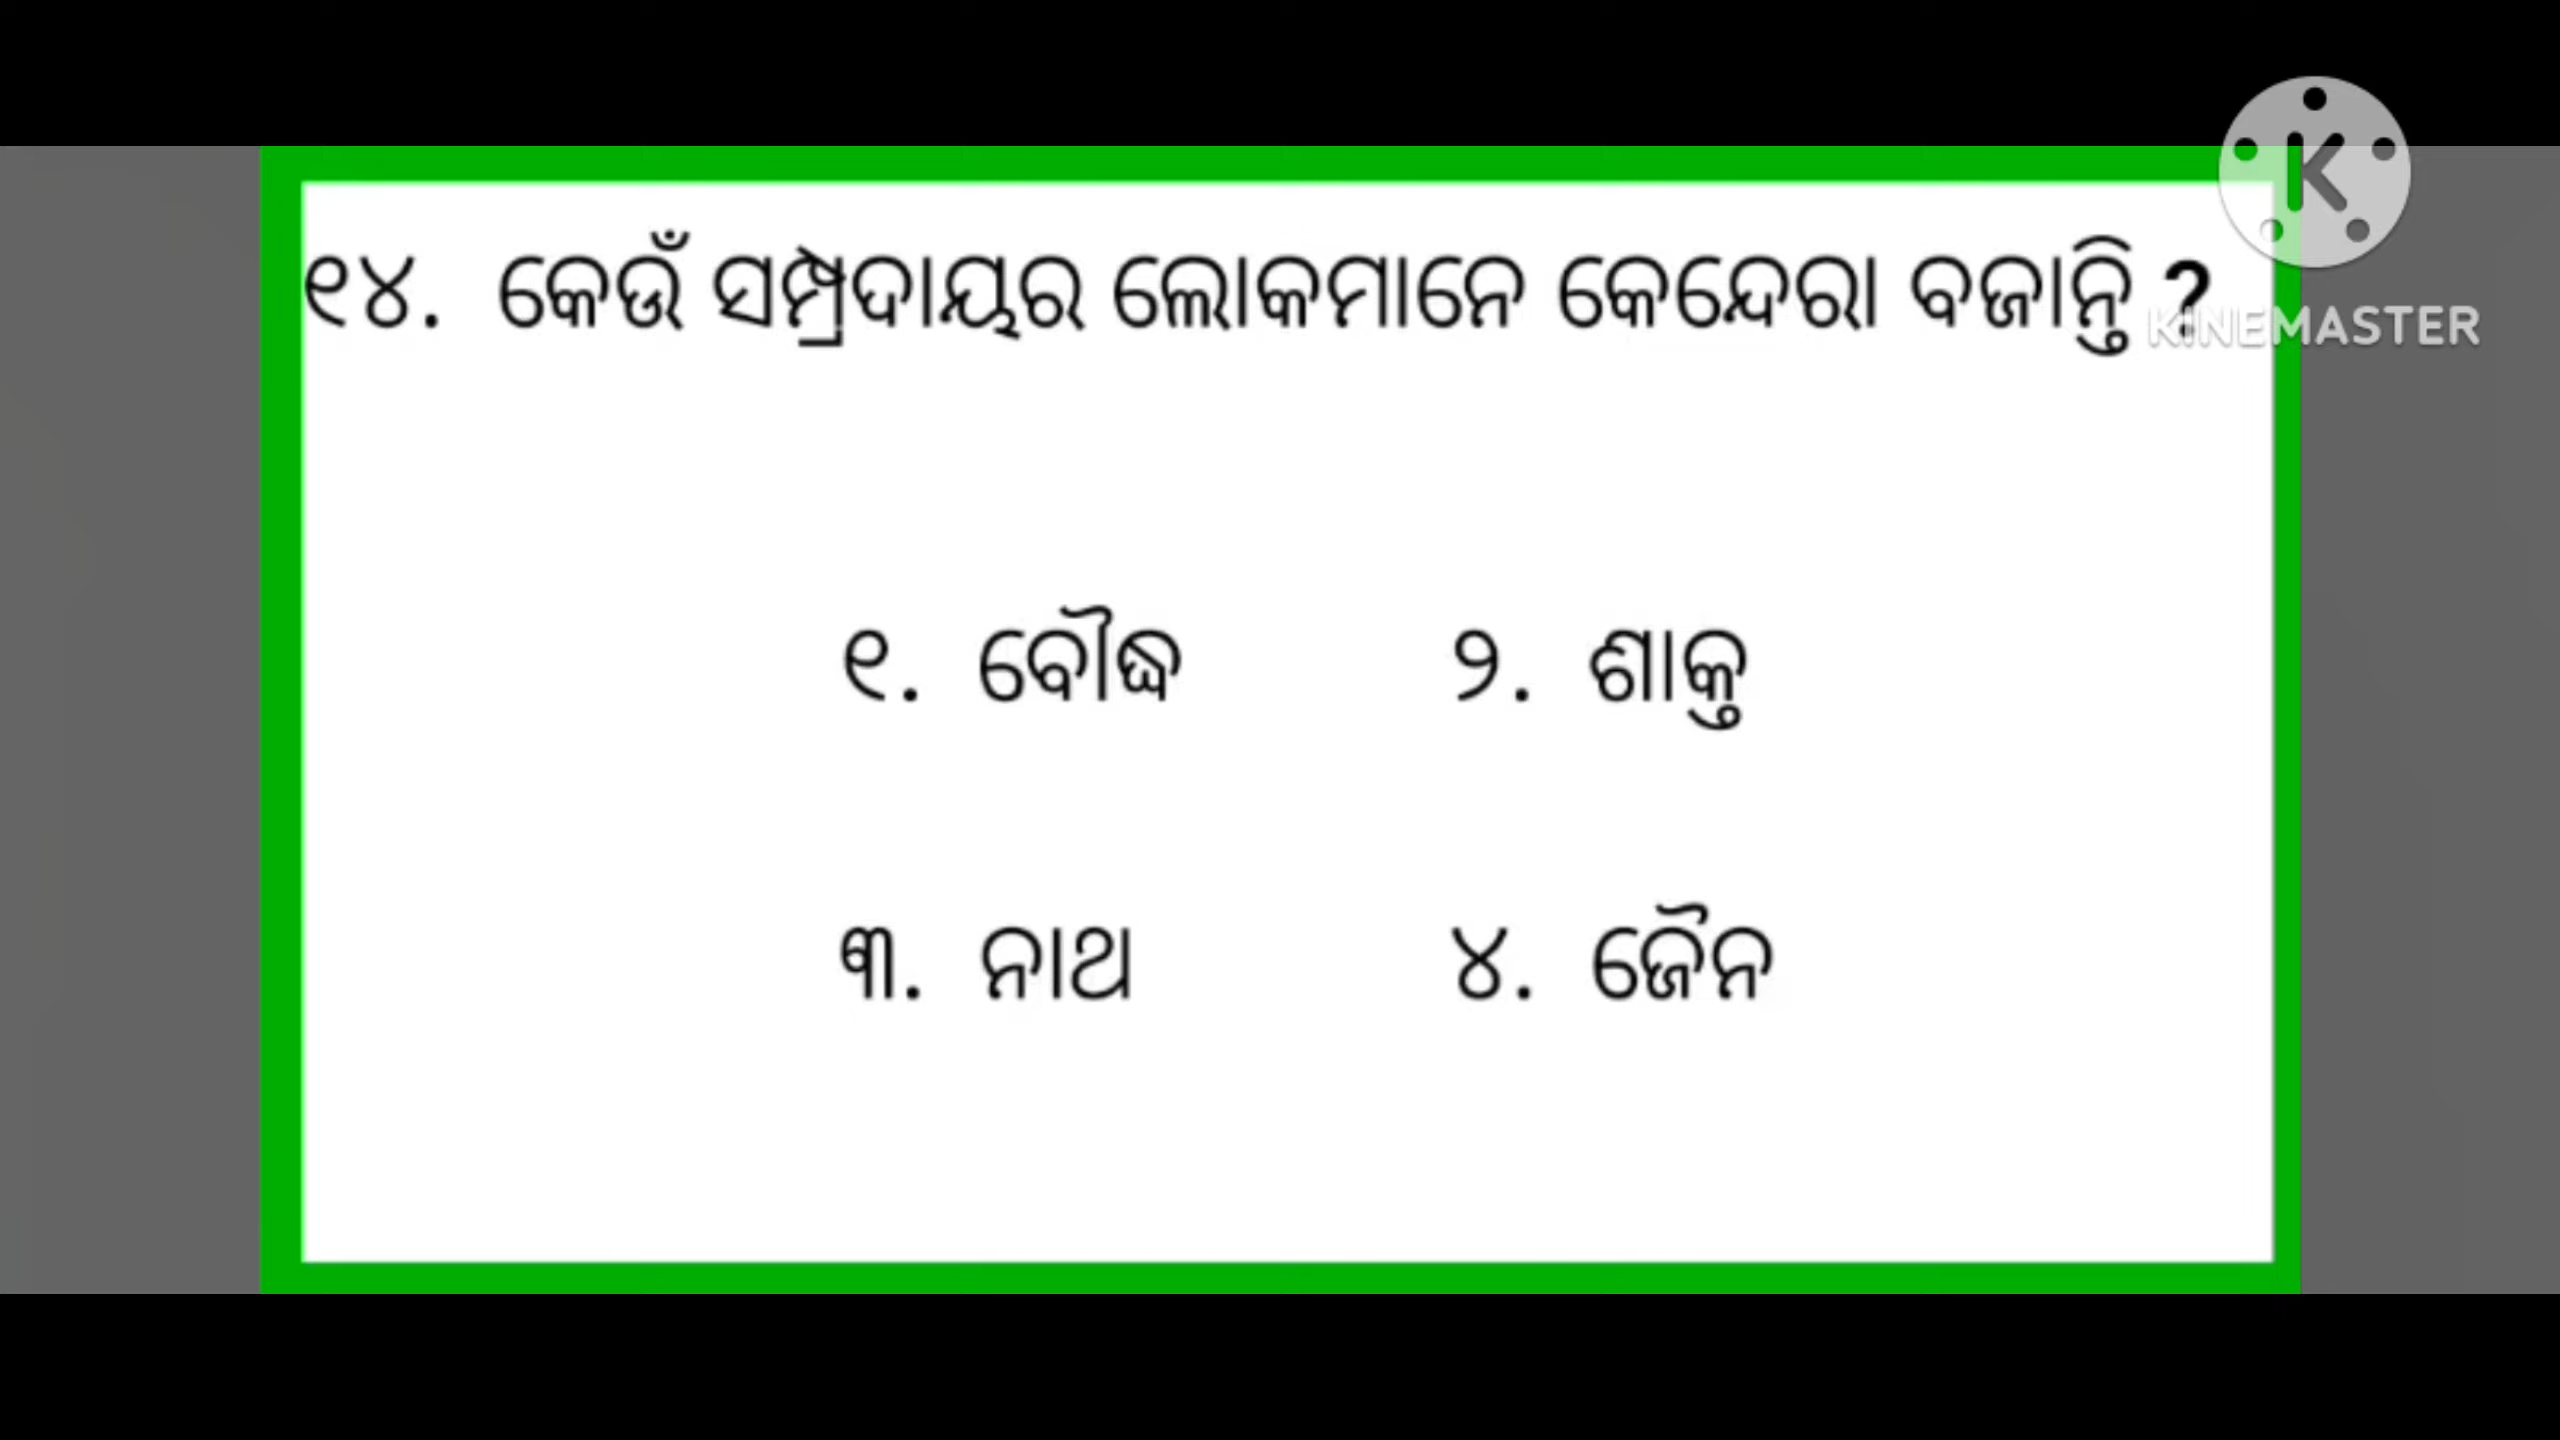 ୧୪. କେଉଁ ସମ୍ପ୍ରଦାୟର ଲୋକମାନେ କେନ୍ଦେରା ବଜାନ୍ତି ?
KINEMASTER
୧. ବୌଦ୍ଧ ୨. ଶାକ୍ତ
୩. ନାଥ ୪. ଜୈନ